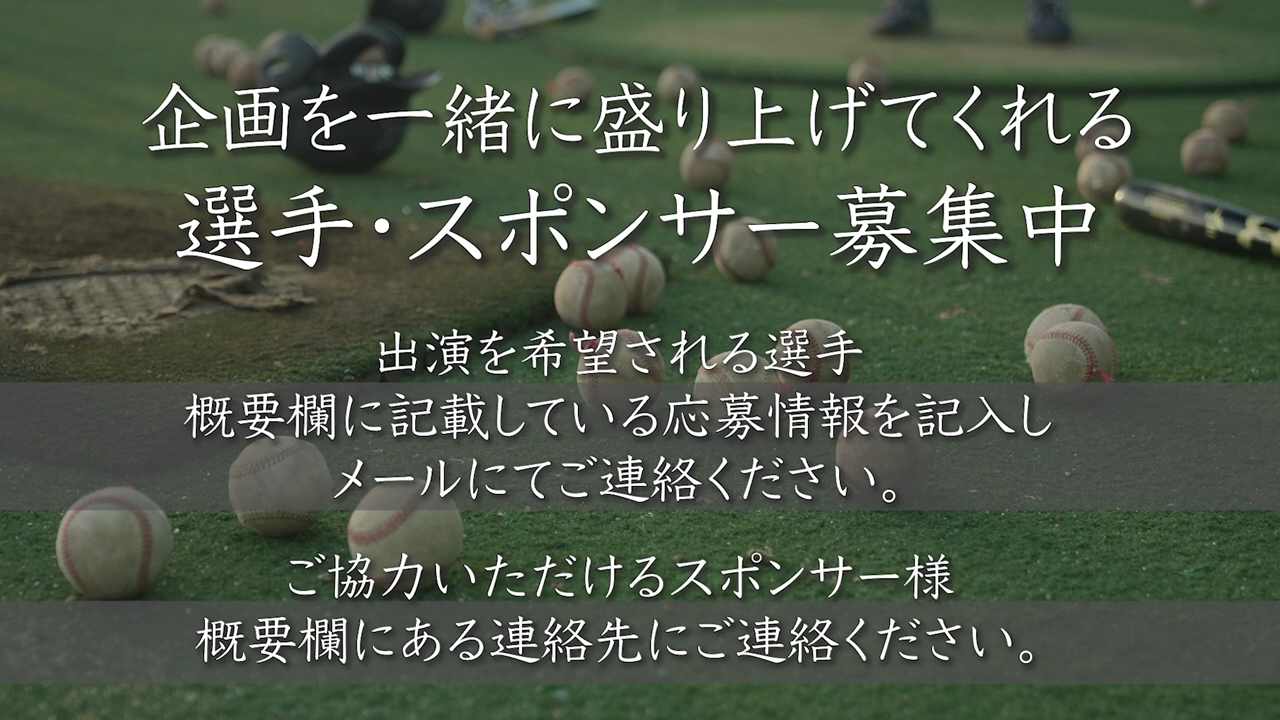 企画を一緒に盛り上げてくれる
選手・スポンサー募集中
出演を希望される選手
概要欄に記載している応募情報を記入し
メールにてご連絡ください。
ご協力いただけるスポンサー様
概要欄にある連絡先にご連絡ください。